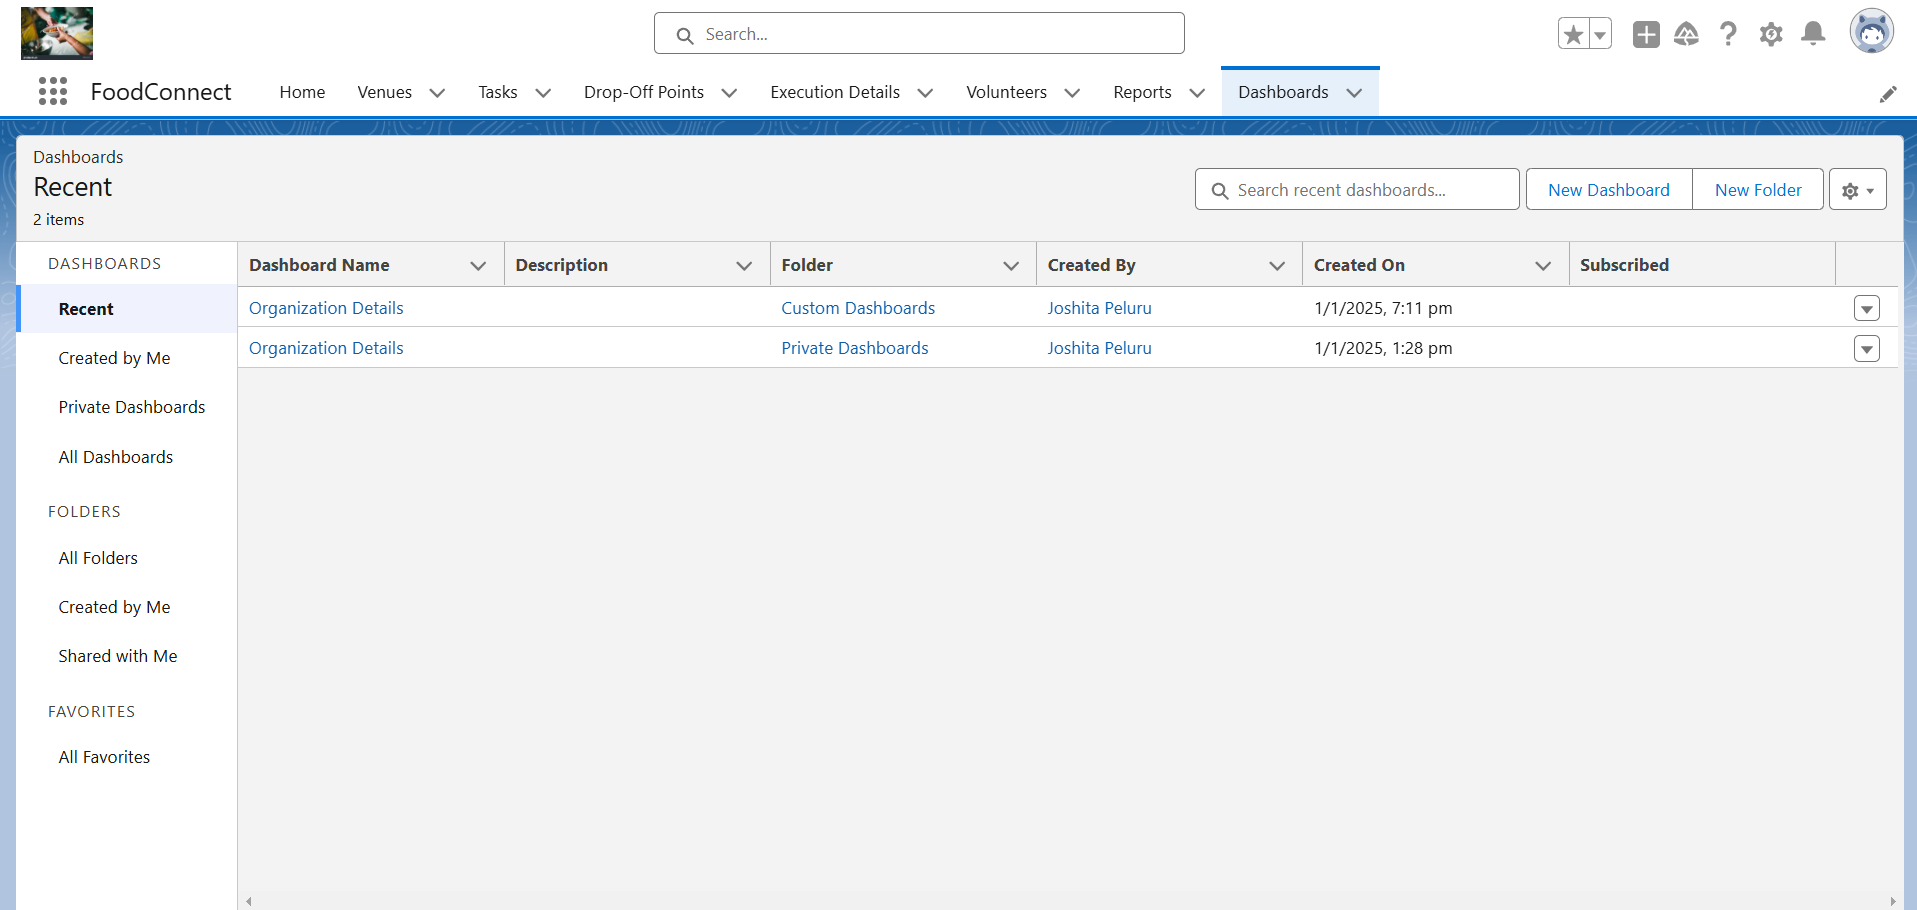 Search...
FoodConnect
Home
Venues
Tasks
Drop-Off Points
Execution Details
Volunteers
Reports
Dashboards
Dashboards
Recent
2 items
Search recent dashboards...
New Dashboard
New Folder
DASHBOARDS
Recent
Created by Me
Private Dashboards
All Dashboards
FOLDERS
All Folders
Created by Me
Shared with Me
FAVORITES
All Favorites
Dashboard Name Description Folder Created By Created On Subscribed
Organization Details Custom Dashboards Joshita Peluru 1/1/2025, 7:11 pm
Organization Details Private Dashboards Joshita Peluru 1/1/2025, 1:28 pm